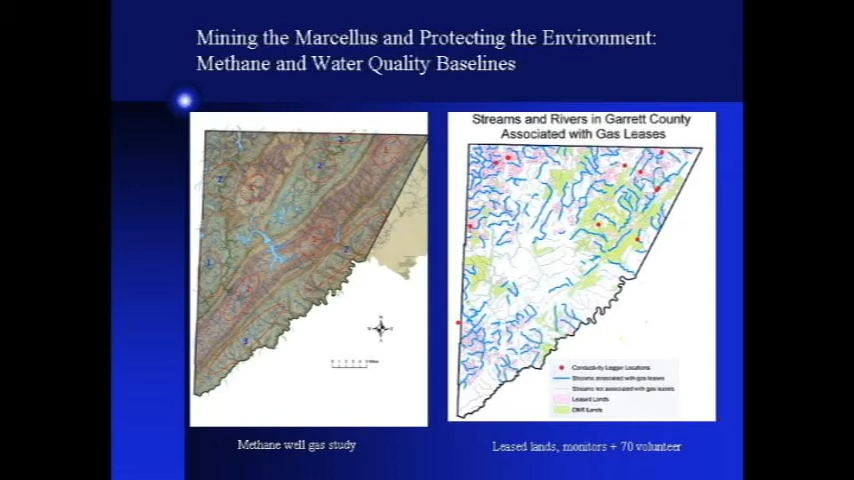 Mining the Marcellus and Protecting the Environment:
Methane and Water Quality Baselines
Streams and Rivers in Garrett County
Associated with Gas Leases
Conductivity Logger Locations
Streams associated with gas leases
Streams not associated with gas leases
Leased Lands
DNR Lands
Methane well gas study
Leased lands, monitors + 70 volunteer